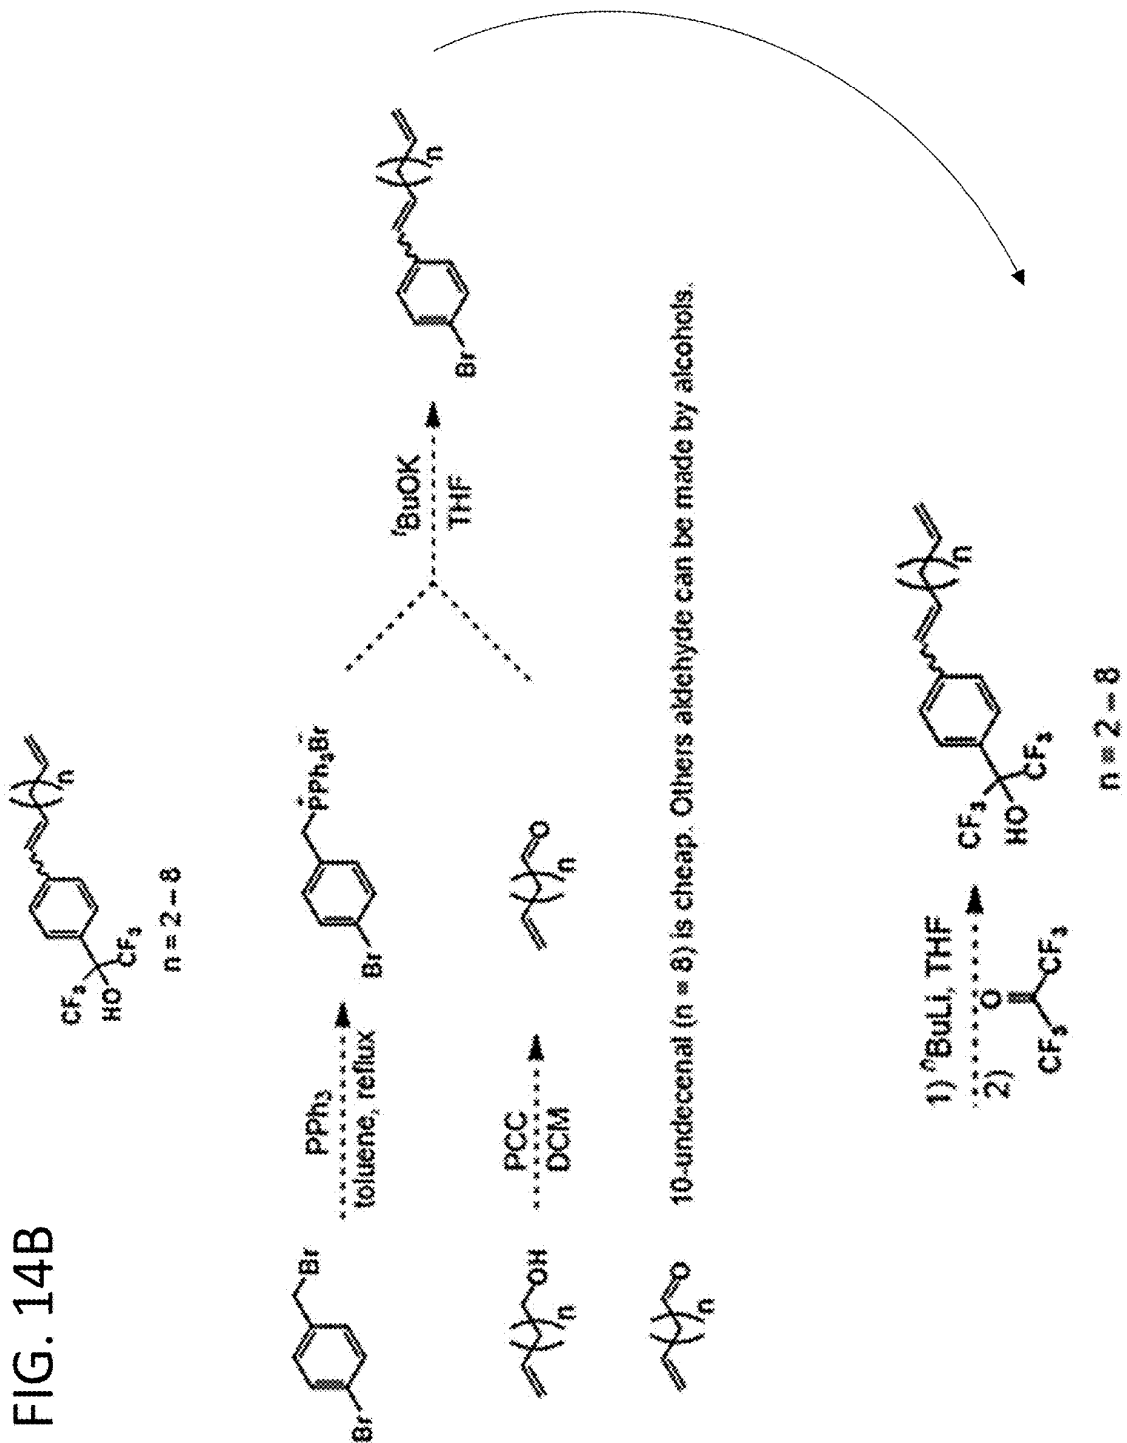 FIG. 14B
CF3
HO
CF3
n
n = 2 – 8
Br
Br
PPh3
toluene, reflux
Br
+
PPh3Br
-
OH
n
PCC
DCM
O
n
tBuOK
THF
Br
n
O
n
10-undecenal (n = 8) is cheap. Others aldehyde can be made by alcohols.
1) nBuLi, THF
2)
O
CF3
CF3
CF3
HO
CF3
n
n = 2 – 8